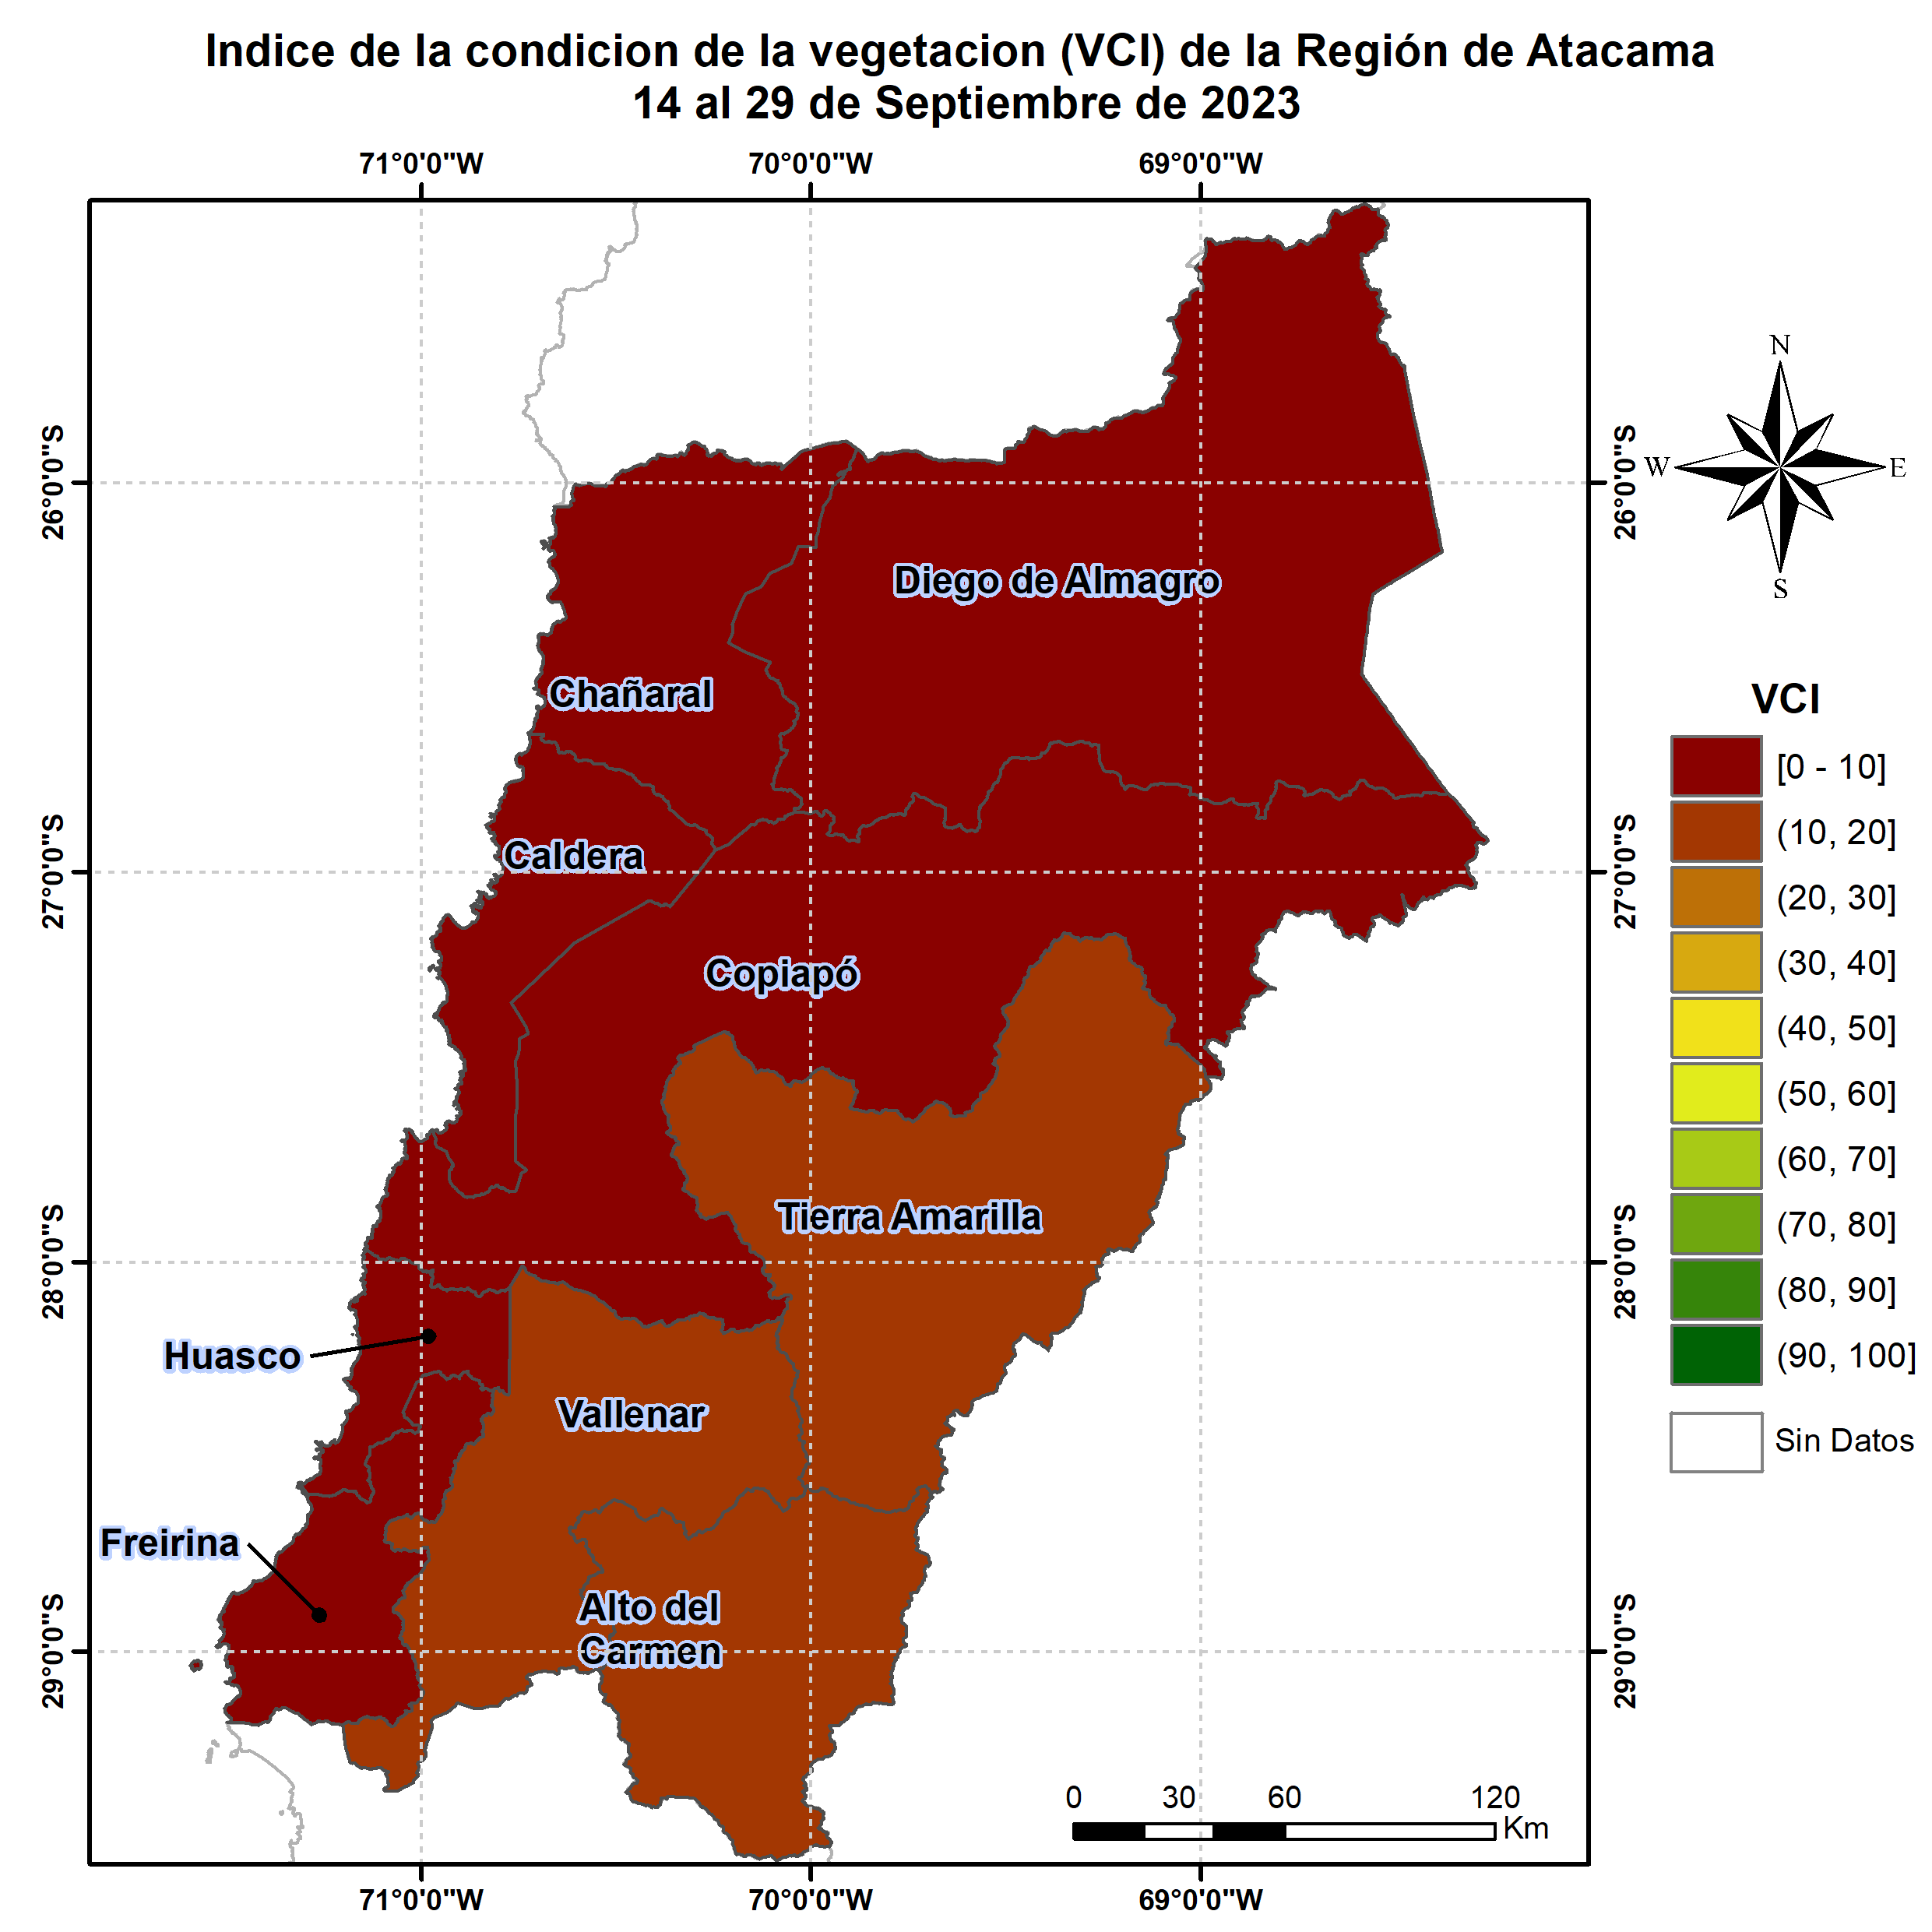 Indice de la condicion de la vegetacion (VCI) de la Región de Atacama
14 al 29 de Septiembre de 2023
71°0'0"W
70°0'0"W
69°0'0"W
26°0'0"S
26°0'0"S
27°0'0"S
27°0'0"S
28°0'0"S
28°0'0"S
29°0'0"S
29°0'0"S
Diego de Almagro
Chañaral
Caldera
Copiapó
Tierra Amarilla
Huasco
Vallenar
Freirina
Alto del
Carmen
0 30 60 120
Km
71°0'0"W
70°0'0"W
69°0'0"W
N
W
E
S
VCI
[0 - 10]
(10, 20]
(20, 30]
(30, 40]
(40, 50]
(50, 60]
(60, 70]
(70, 80]
(80, 90]
(90, 100]
Sin Datos